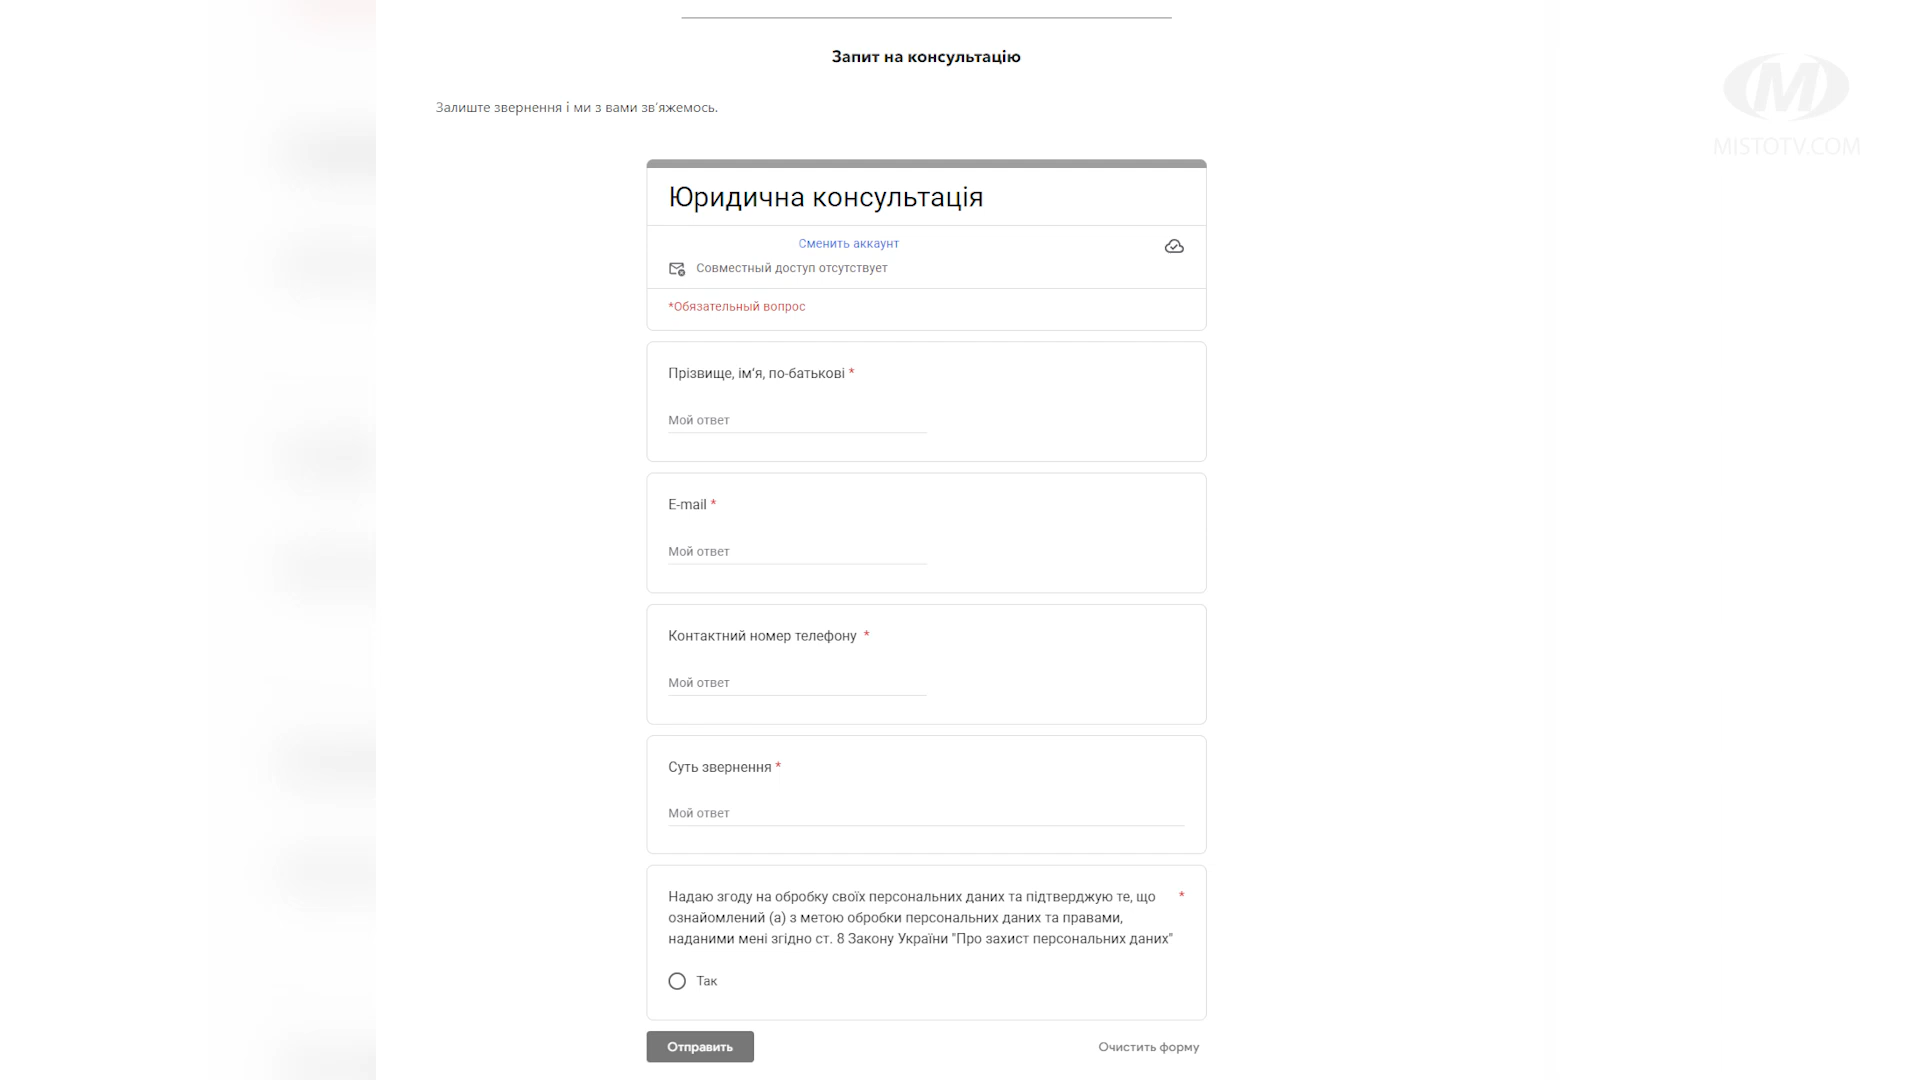 Запит на консультацію
Залиште звернення і ми з вами зв'яжемось.
M
MISTOTV.COM
Юридична консультація
Сменить аккаунт
Совместный доступ отсутствует
*Обязательный вопрос
Прізвище, ім'я, по-батькові *
Мой ответ
E-mail *
Мой ответ
Контактний номер телефону *
Мой ответ
Суть звернення *
Мой ответ
Надаю згоду на обробку своїх персональних даних та підтверджую те, що *
ознайомлений (а) з метою обробки персональних даних та правами,
наданими мені згідно ст. 8 Закону України "Про захист персональних даних"
Так
Отправить
Очистить форму